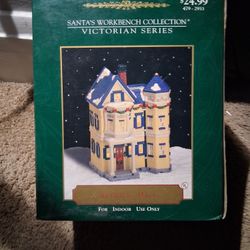 $24.99
479-2953
SANTA'S WORKBENCH COLLECTION®
VICTORIAN SERIES
FOR INDOOR USE ONLY